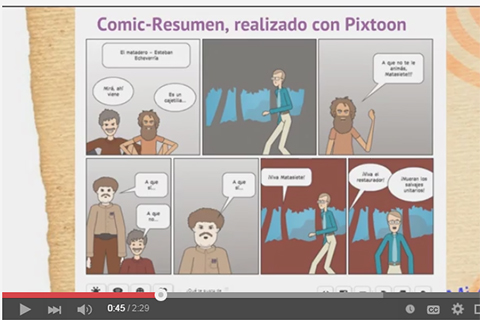 Comic-Resumen, realizado con Pixtoon
El matadero - Esteban
Echeverría
Mirá, ahí
viene
Es un
cajetilla...
A que no te le
animás,
Matasiete!?
A que
sí...
A que
no...
A que
sí...
¡Viva Matasiete!
¡Viva el
restaurador!
¡Mueran los
salvajes
unitarios!
0:45 / 2:29
CC